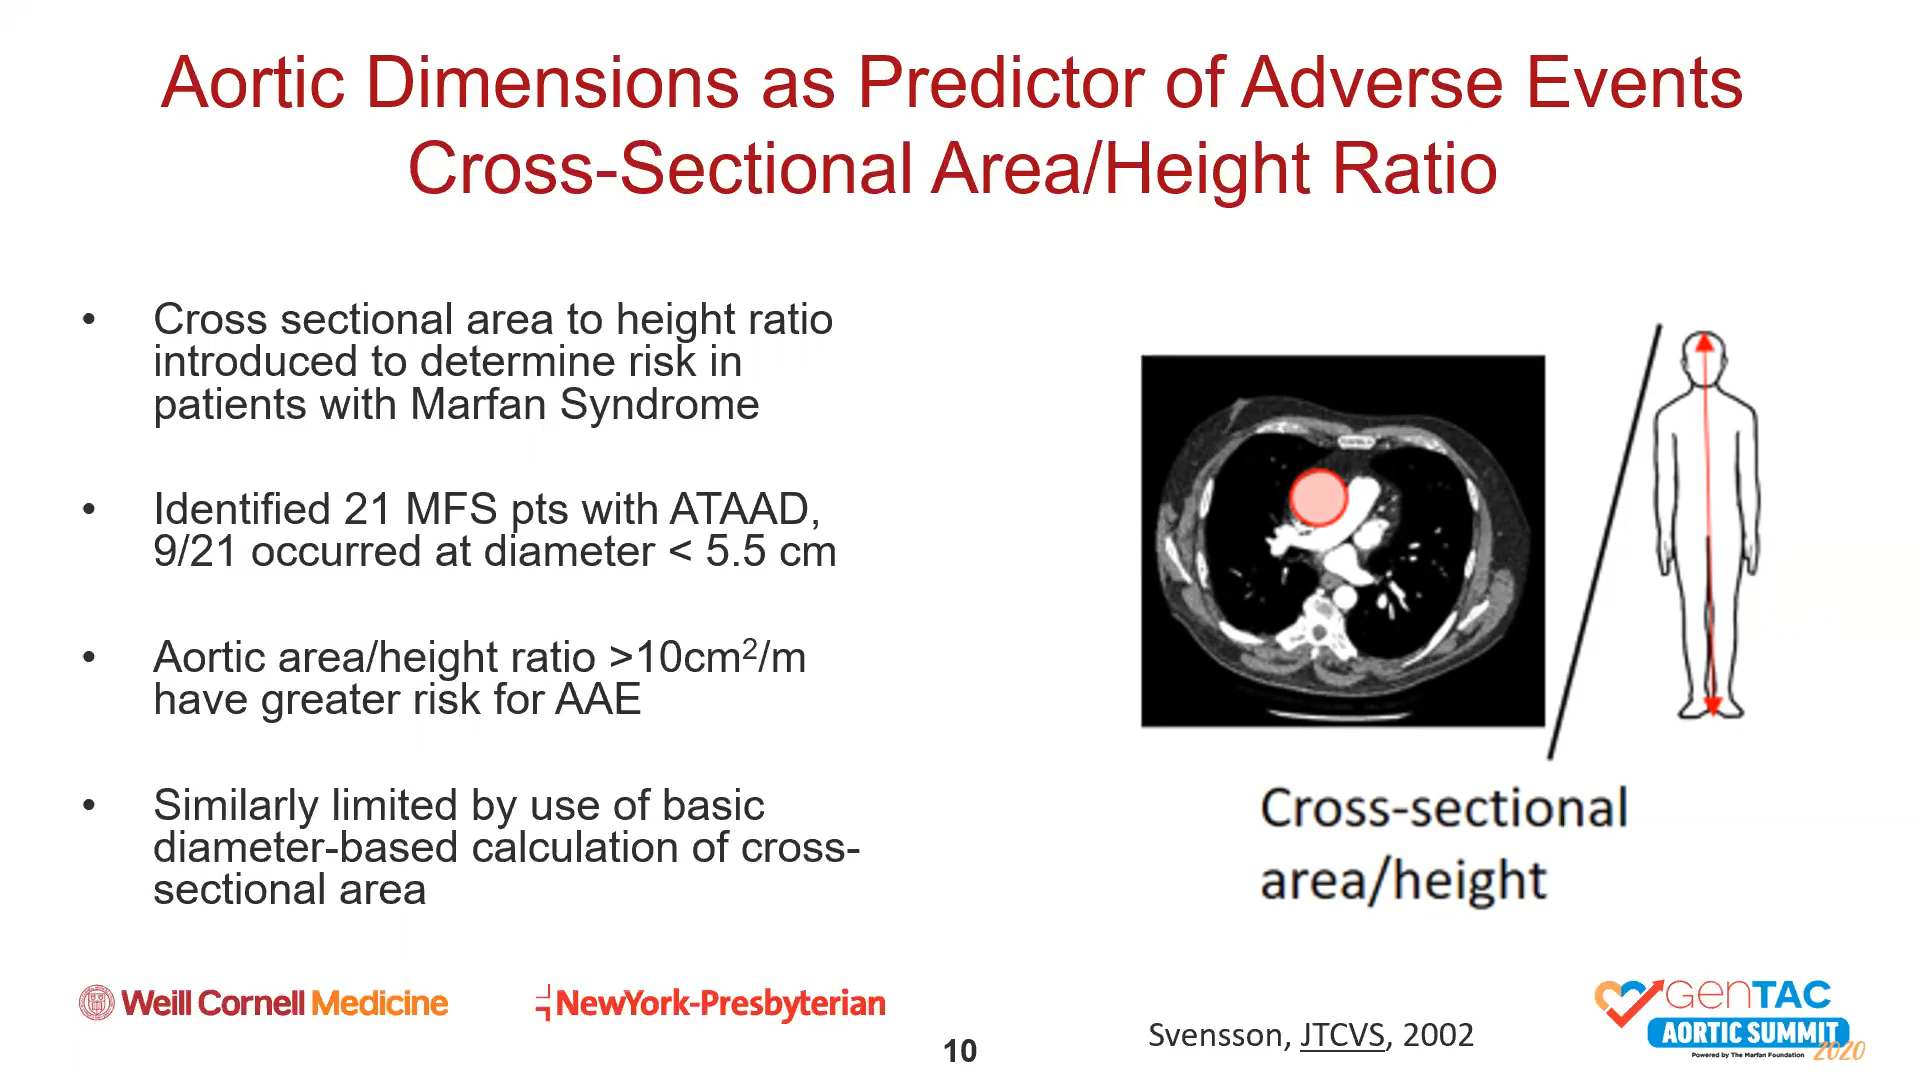 Aortic Dimensions as Predictor of Adverse Events
Cross-Sectional Area/Height Ratio
• Cross sectional area to height ratio
introduced to determine risk in
patients with Marfan Syndrome
• Identified 21 MFS pts with ATAAD,
9/21 occurred at diameter < 5.5 cm
• Aortic area/height ratio >10cm²/m
have greater risk for AAE
• Similarly limited by use of basic
diameter-based calculation of cross-
sectional area
Cross-sectional
area/height
Weill Cornell Medicine
NewYork-Presbyterian
10
Svensson, JTCVS, 2002
GenTAC
AORTIC SUMMIT
Powered by The Marfan Foundation 2020